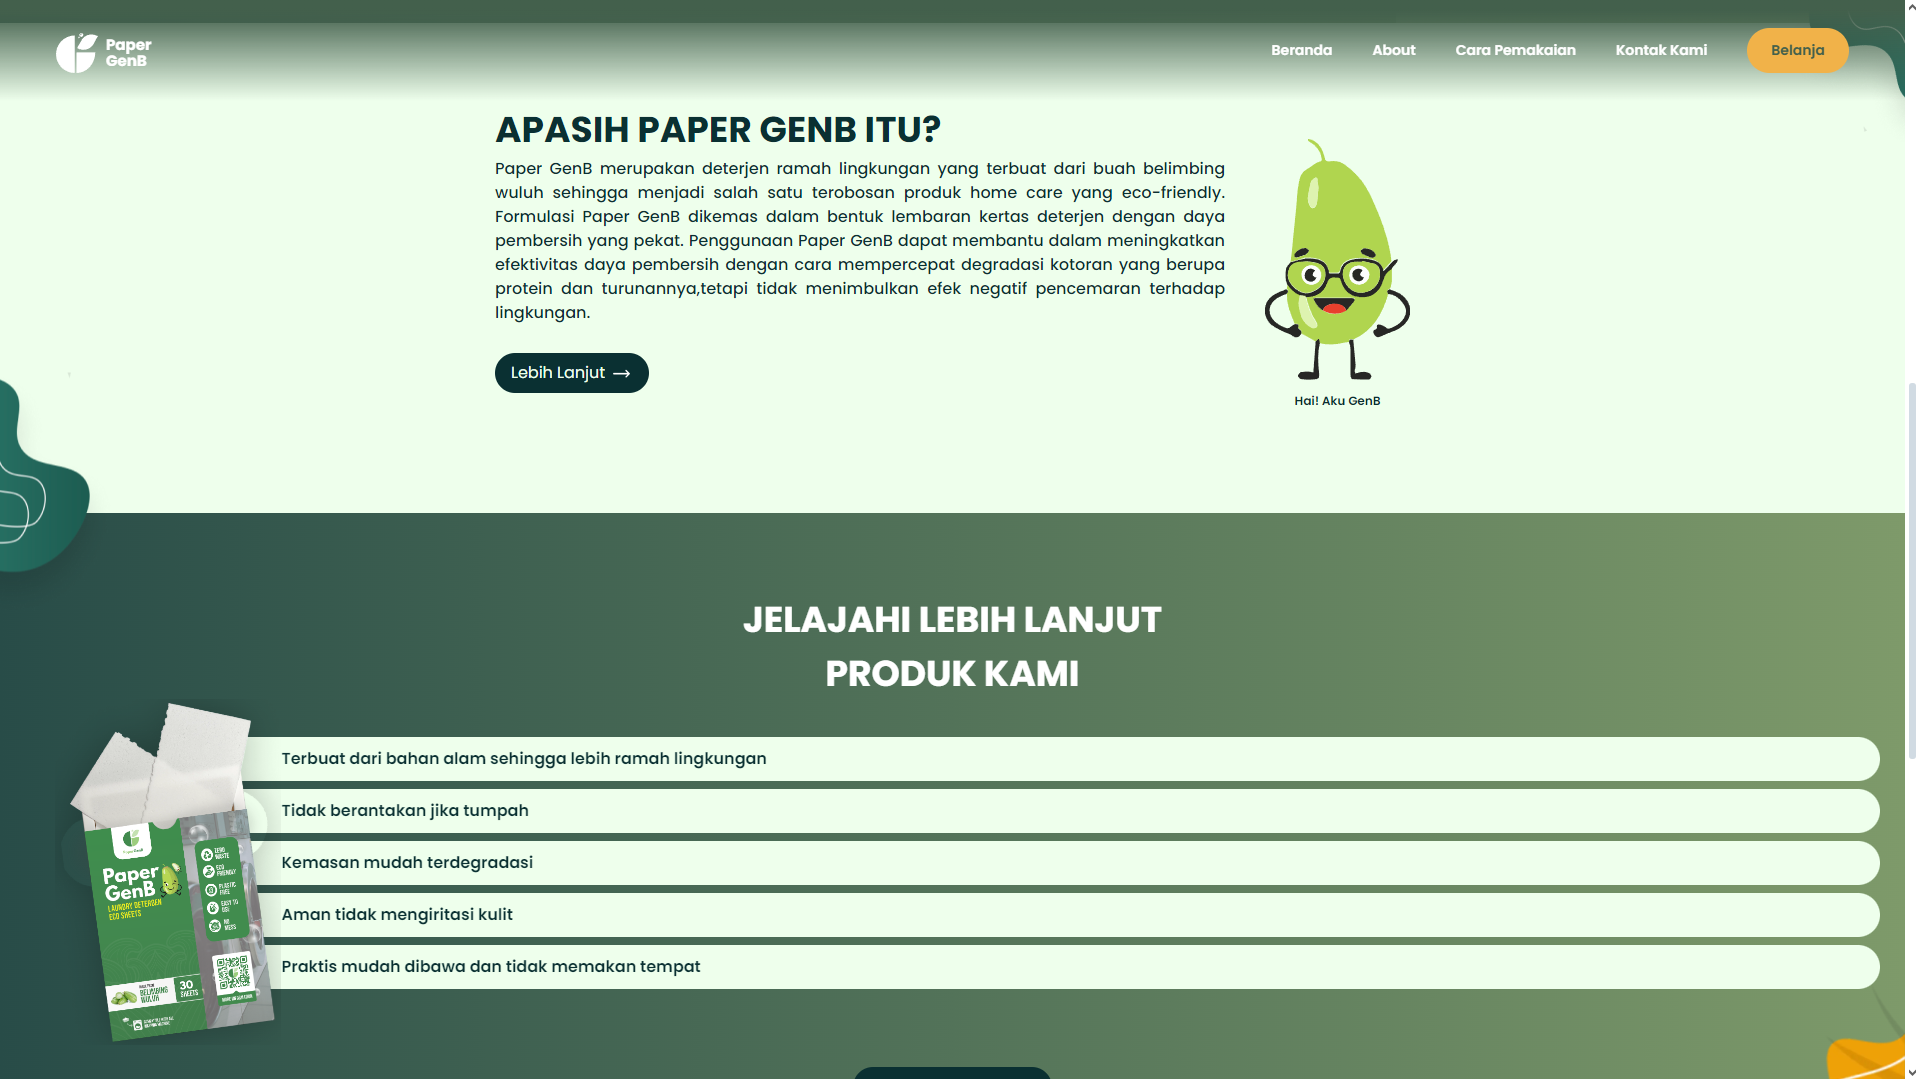 Paper
GenB
Beranda
About
Cara Pemakaian
Kontak Kami
Belanja
APASIH PAPER GENB ITU?
Paper GenB merupakan deterjen ramah lingkungan yang terbuat dari buah belimbing
wuluh sehingga menjadi salah satu terobosan produk home care yang eco-friendly.
Formulasi Paper GenB dikemas dalam bentuk lembaran kertas deterjen dengan daya
pembersih yang pekat. Penggunaan Paper GenB dapat membantu dalam meningkatkan
efektivitas daya pembersih dengan cara mempercepat degradasi kotoran yang berupa
protein dan turunannya,tetapi tidak menimbulkan efek negatif pencemaran terhadap
lingkungan.
Lebih Lanjut →
Hai! Aku GenB
JELAJAHI LEBIH LANJUT
PRODUK KAMI
Terbuat dari bahan alam sehingga lebih ramah lingkungan
Tidak berantakan jika tumpah
Kemasan mudah terdegradasi
Aman tidak mengiritasi kulit
Praktis mudah dibawa dan tidak memakan tempat
Paper
GenB
LAUNDRY DETERGEN
ECO SHEETS
ZERO
WASTE
ECO
FRIENDLY
PLASTIC
FREE
EASY TO
USE
NO
MESS
BELIMBING
WULUH
30
SHEETS